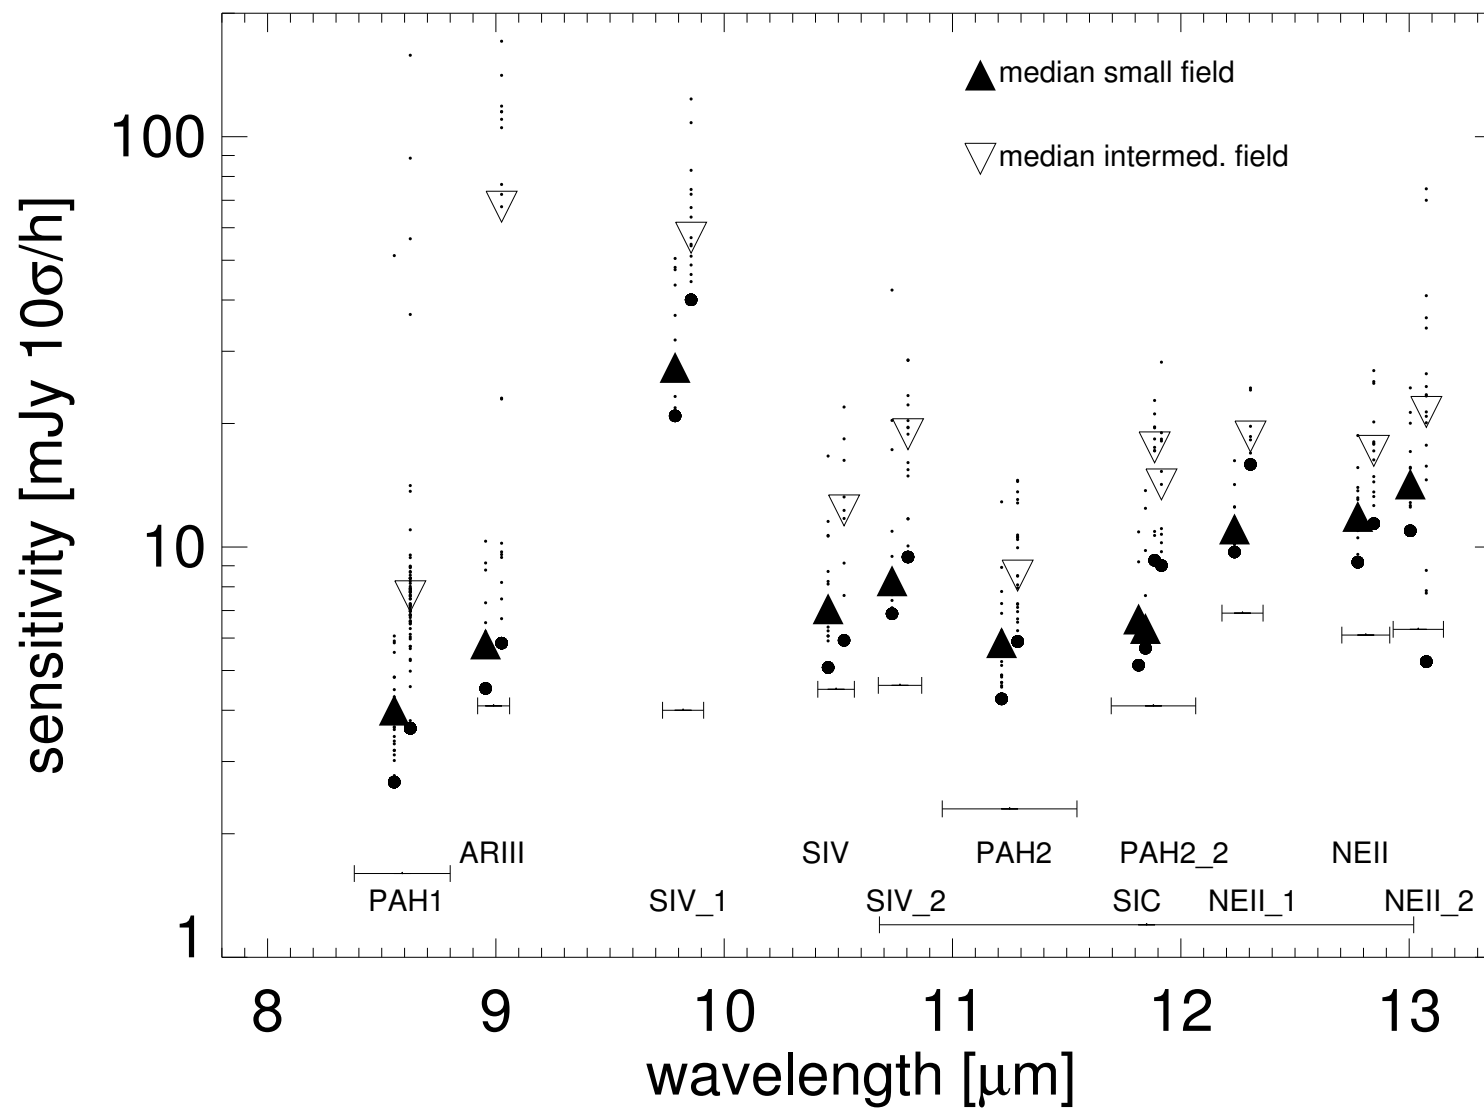 median small field
median intermed. field
100
10
1
sensitivity [mJy 10σ/h]
ARIII
SIV
PAH2
PAH2_2
NEII
PAH1
SIV_1
SIV_2
SIC
NEII_1
NEII_2
8 9 10 11 12 13
wavelength [μm]